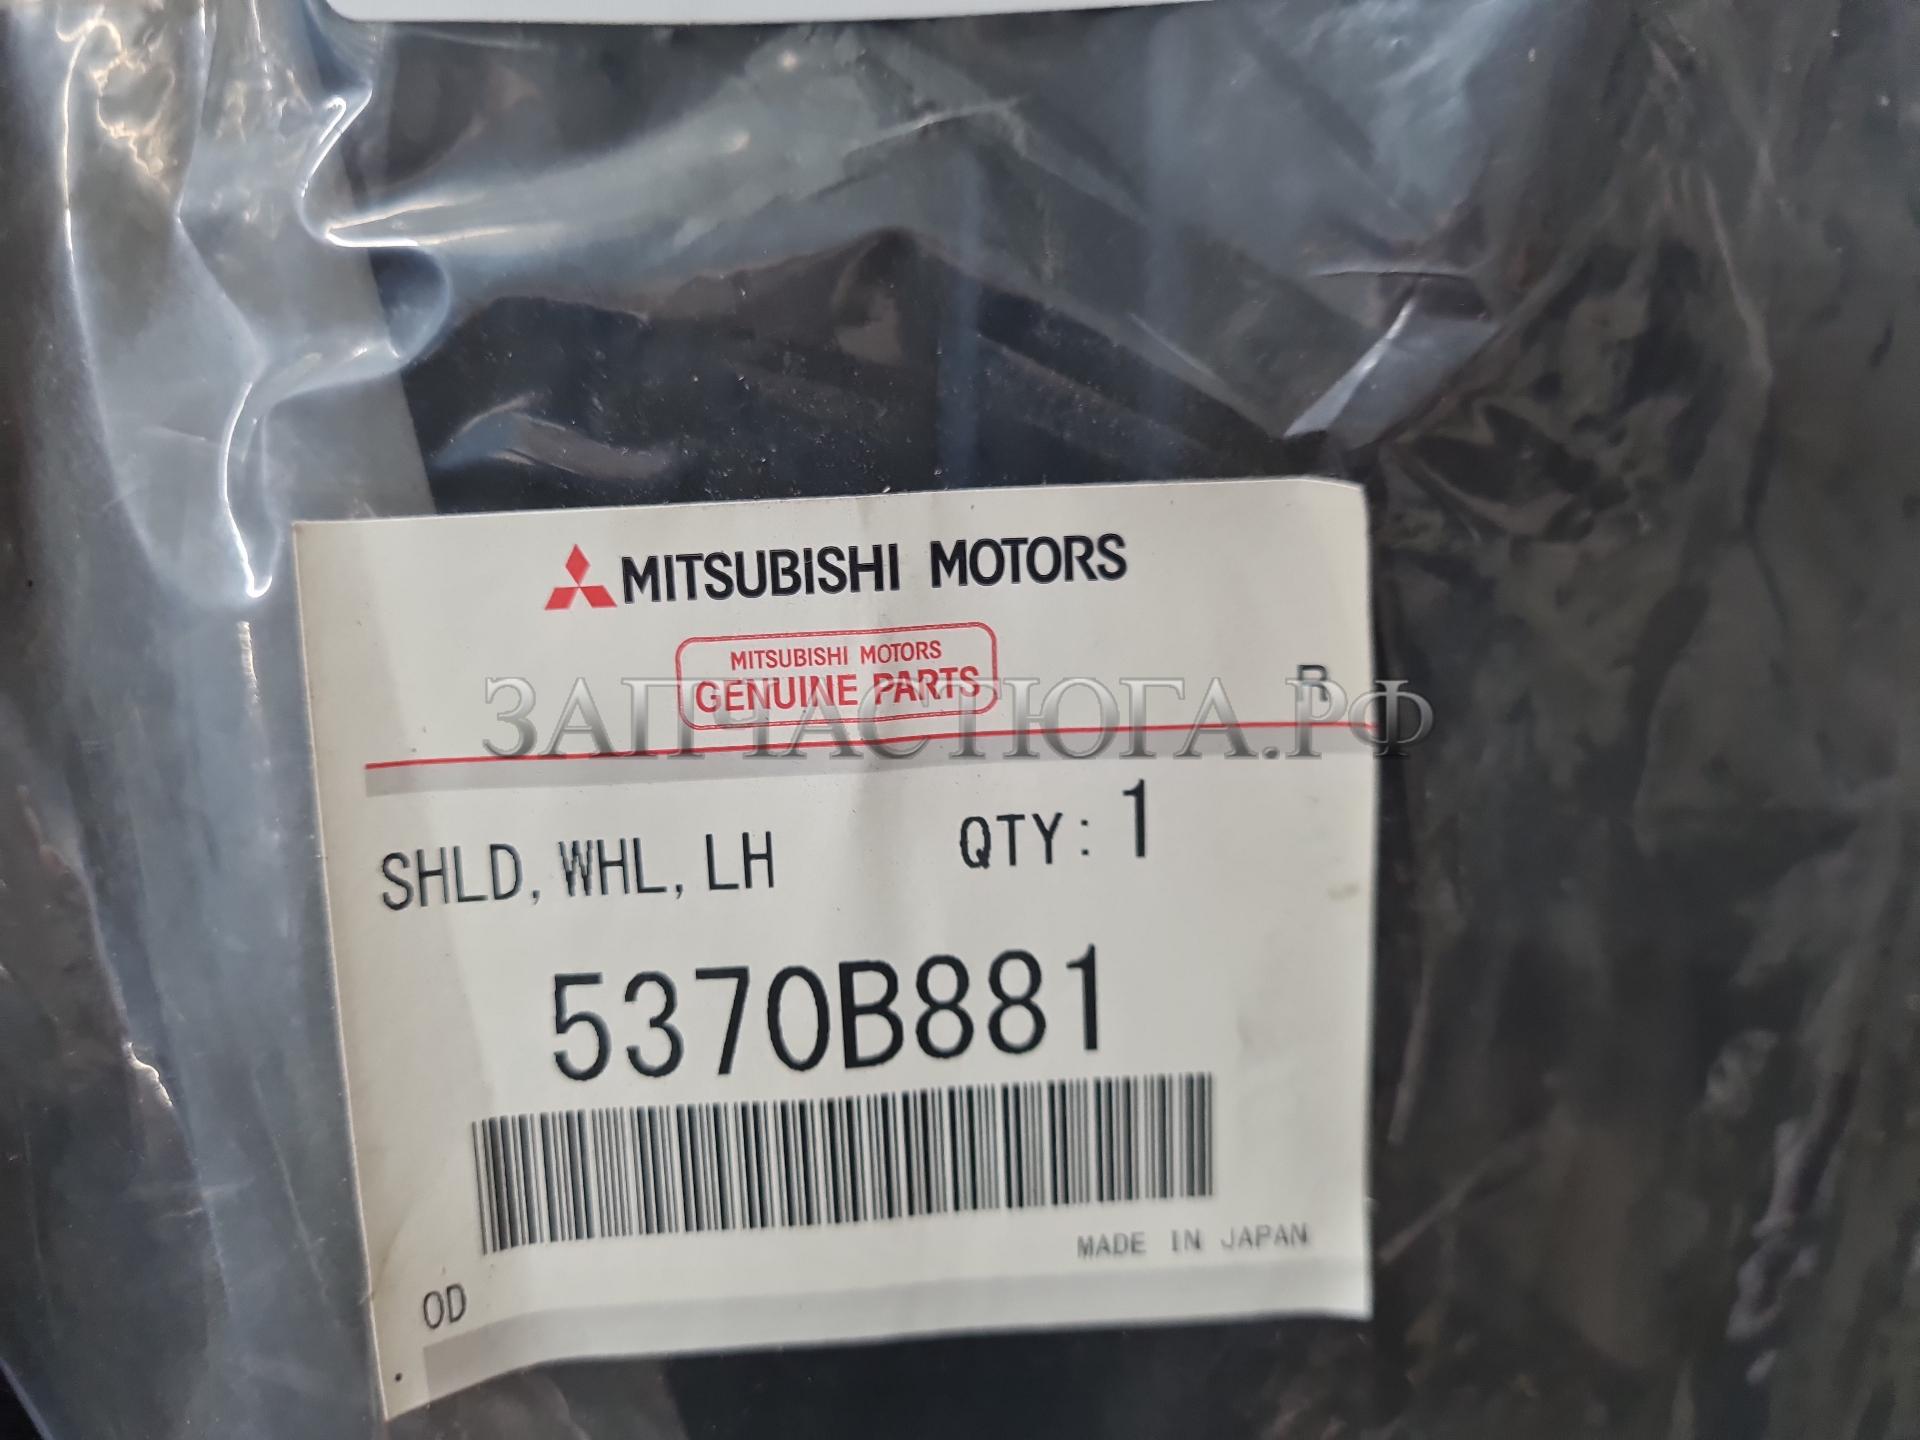 MITSUBISHI MOTORS
MITSUBISHI MOTORS
GENUINE PARTS
R
ЗАПЧАСТЮГА.РФ
SHLD, WHL, LH QTY: 1
5370B881
MADE IN JAPAN
OD